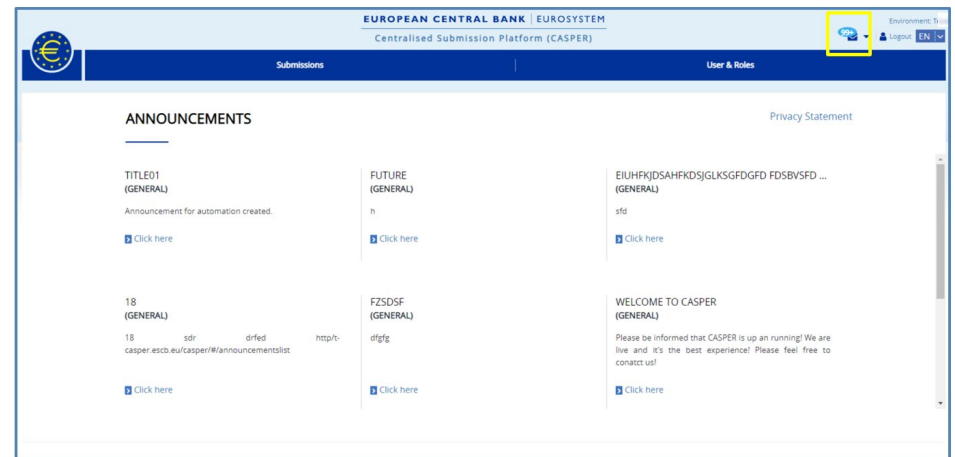 EUROPEAN CENTRAL BANK | EUROSYSTEM
Centralised Submission Platform (CASPER)
Environment:
99+
Logout EN
Submissions
User & Roles
ANNOUNCEMENTS
Privacy Statement
TITLE01
(GENERAL)
Announcement for automation created.
Click here
FUTURE
(GENERAL)
h
Click here
EIUHFKJDSAHFKDSJGLKSGFDGFD FDSBVSFD ...
(GENERAL)
sfd
Click here
18
(GENERAL)
18 sdr drfed http/t-
casper.escb.eu/casper/#/announcementslist
Click here
FZSDSF
(GENERAL)
dfgfg
Click here
WELCOME TO CASPER
(GENERAL)
Please be informed that CASPER is up an running! We are
live and it's the best experience! Please feel free to
conatct us!
Click here